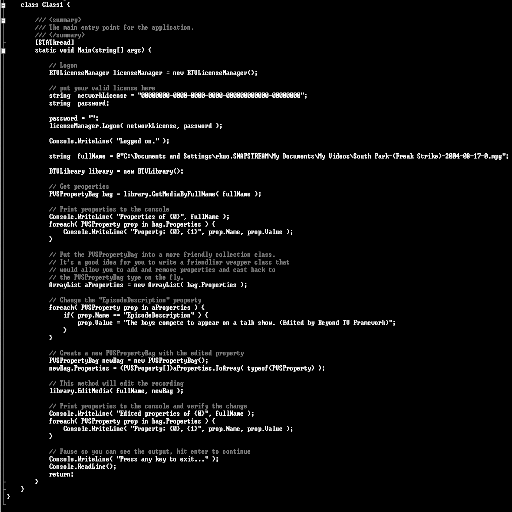 class Class1 {
/// <summary>
/// The main entry point for the application.
/// </summary>
[STAThread]
static void Main(string[] args) {
// Logon
BTVLicenseManager licenseManager = new BTVLicenseManager();
// put your valid license here
string networkLicense = "00000000-0000-0000-0000-000000000000-00000000";
string password;
password = "";
licenseManager.Logon( networkLicense, password );
Console.WriteLine( "Logged on." );
string fullName = @"C:\Documents and Settings\rkuo.SNAPSTREAM\My Documents\My Videos\South Park-(Freak Strike)-2004-08-17-0.mpg";
BTVLibrary library = new BTVLibrary();
// Get properties
PVSPropertyBag bag = library.GetMediaByFullName( fullName );
// Print properties to the console
Console.WriteLine( "Properties of {0}", fullName );
foreach( PVSProperty prop in bag.Properties ) {
Console.WriteLine( "Property: {0}, {1}", prop.Name, prop.Value );
}
// Put the PVSPropertyBag into a more friendly collection class.
// It's a good idea for you to write a friendlier wrapper class that
// would allow you to add and remove properties and cast back to
// the PVSPropertyBag type on the fly.
ArrayList aProperties = new ArrayList( bag.Properties );
// Change the "EpisodeDescription" property
foreach( PVSProperty prop in aProperties ) {
if( prop.Name == "EpisodeDescription" ) {
prop.Value = "The boys compete to appear on a talk show. (Edited by Beyond TV Framework)";
}
}
// Create a new PVSPropertyBag with the edited property
PVSPropertyBag newBag = new PVSPropertyBag();
newBag.Properties = (PVSProperty[])aProperties.ToArray( typeof(PVSProperty) );
// This method will edit the recording
library.EditMedia( fullName, newBag );
// Print properties to the console and verify the change
Console.WriteLine( "Edited properties of {0}", fullName );
foreach( PVSProperty prop in bag.Properties ) {
Console.WriteLine( "Property: {0}, {1}", prop.Name, prop.Value );
}
// Pause so you can see the output, hit enter to continue
Console.WriteLine( "Press any key to exit..." );
Console.ReadLine();
return;
}
}
}